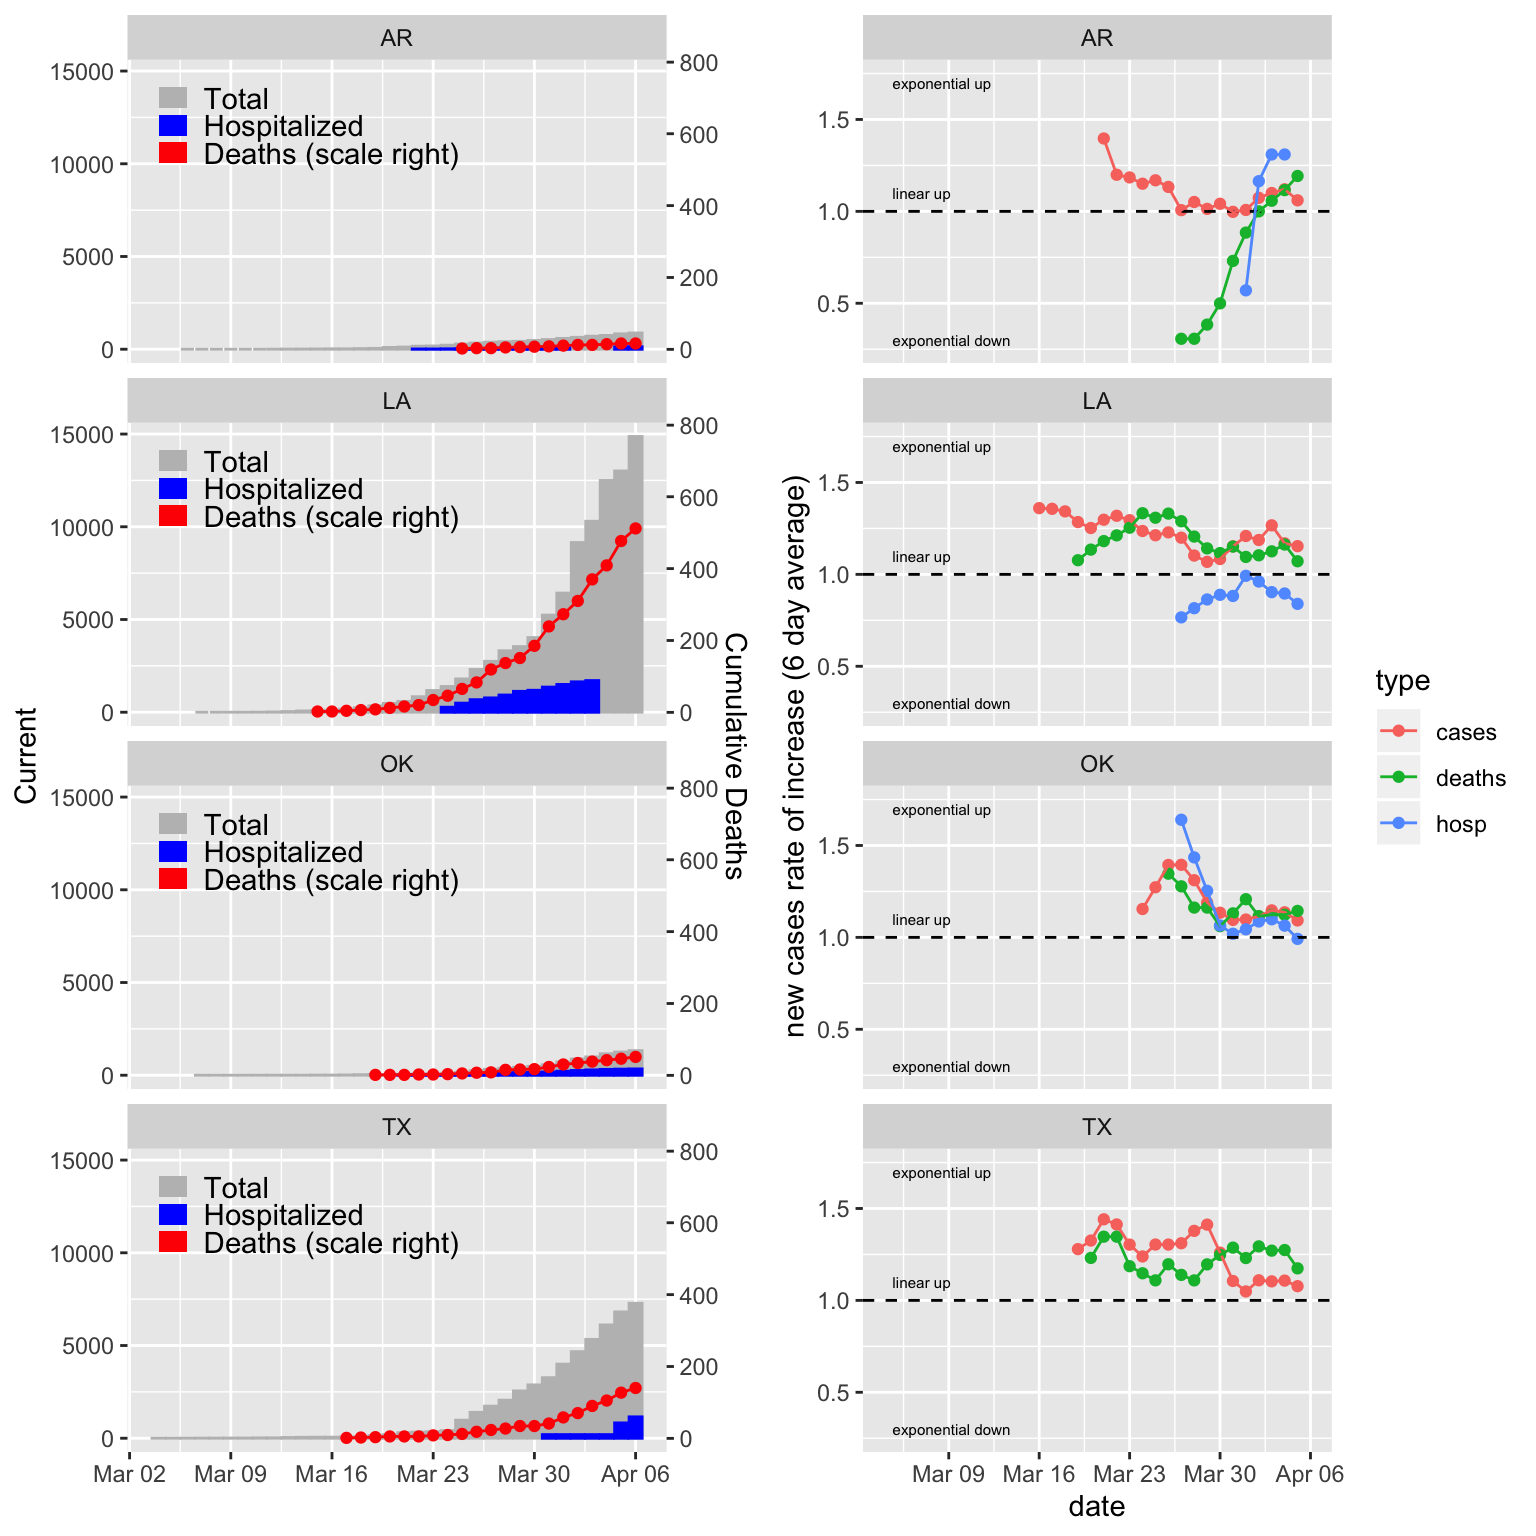 AR
15000
10000
5000
0
800
600
400
200
0
Total
Hospitalized
Deaths (scale right)
LA
15000
10000
5000
0
800
600
400
200
0
Total
Hospitalized
Deaths (scale right)
OK
15000
10000
5000
0
800
600
400
200
0
Total
Hospitalized
Deaths (scale right)
TX
15000
10000
5000
0
800
600
400
200
0
Total
Hospitalized
Deaths (scale right)
Mar 02
Mar 09
Mar 16
Mar 23
Mar 30
Apr 06
Current
Cumulative Deaths
AR
1.5
1.0
0.5
exponential up
linear up
exponential down
LA
1.5
1.0
0.5
exponential up
linear up
exponential down
OK
1.5
1.0
0.5
exponential up
linear up
exponential down
TX
1.5
1.0
0.5
exponential up
linear up
exponential down
Mar 09
Mar 16
Mar 23
Mar 30
Apr 06
date
new cases rate of increase (6 day average)
type
cases
deaths
hosp